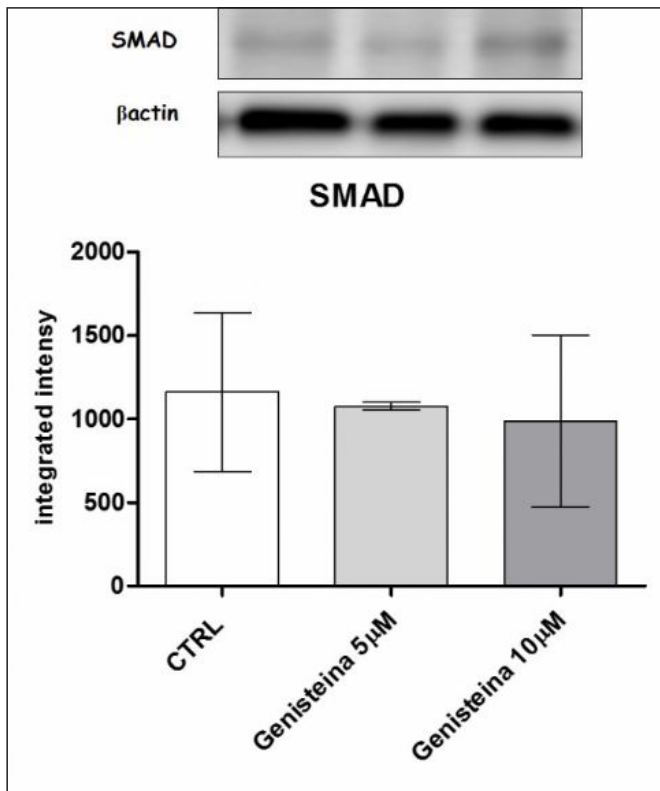 SMAD
βactin
SMAD
integrated intensy
2000
1500
1000
500
0
CTRL
Genisteina 5µM
Genisteina 10µM